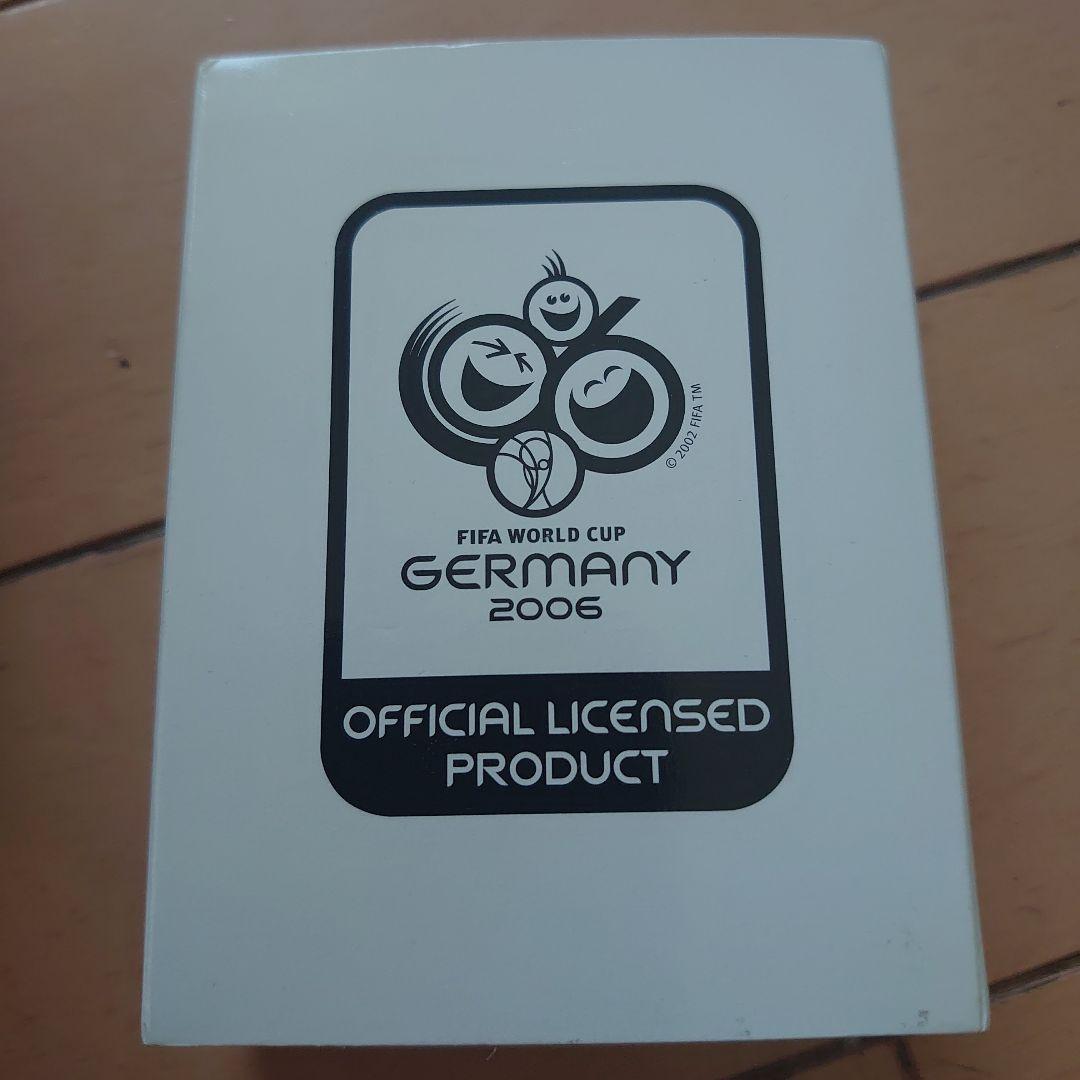 © 2002 FIFA TM
FIFA WORLD CUP
GERMANY
2006
OFFICIAL LICENSED
PRODUCT